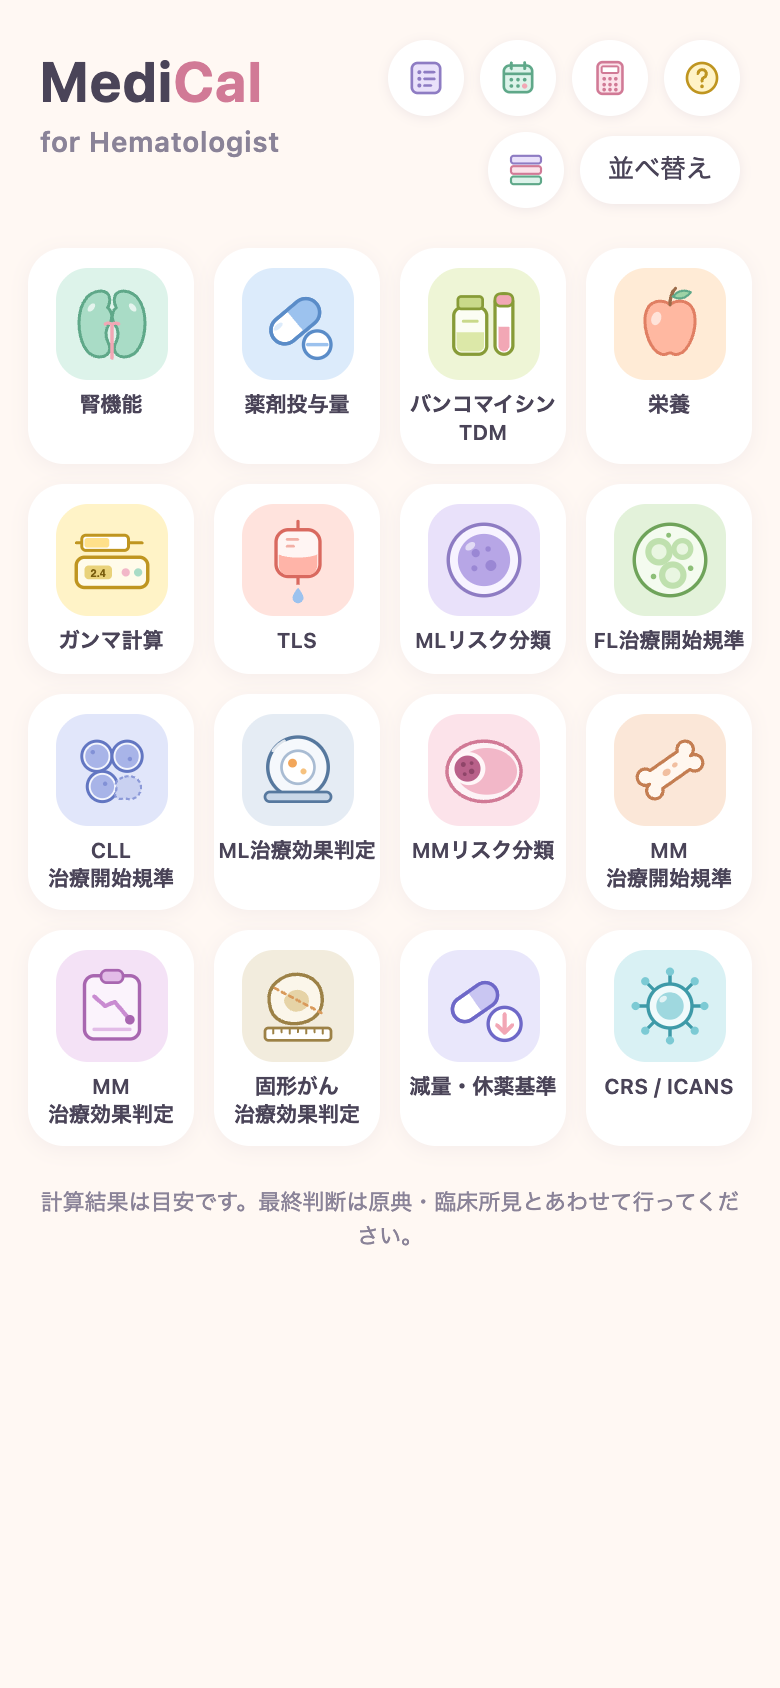 MediCal
for Hematologist
並べ替え
腎機能
薬剤投与量
バンコマイシン
TDM
栄養
2.4
ガンマ計算
TLS
MLリスク分類
FL治療開始規準
CLL
治療開始規準
ML治療効果判定
MMリスク分類
MM
治療開始規準
MM
治療効果判定
固形がん
治療効果判定
減量・休薬基準
CRS / ICANS
計算結果は目安です。最終判断は原典・臨床所見とあわせて行ってくだ
さい。